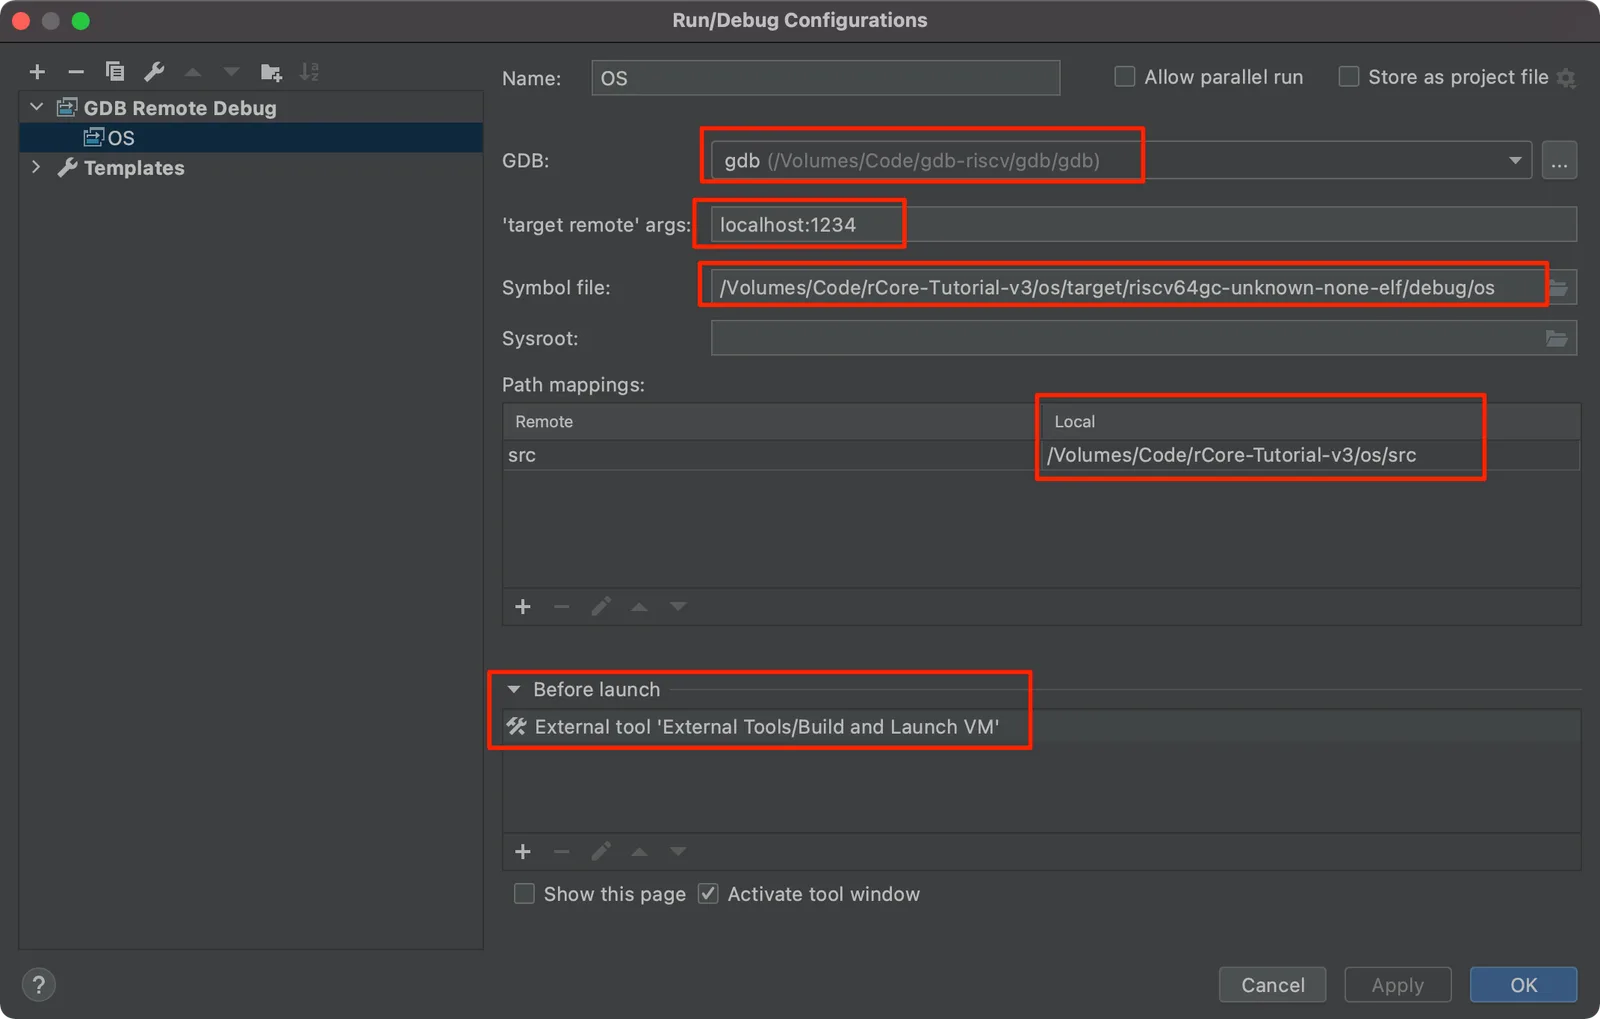 Run/Debug Configurations
GDB Remote Debug
OS
Templates
Name: OS
Allow parallel run
Store as project file
GDB: gdb (/Volumes/Code/gdb-riscv/gdb/gdb)
...
'target remote' args: localhost:1234
Symbol file: /Volumes/Code/rCore-Tutorial-v3/os/target/riscv64gc-unknown-none-elf/debug/os
Sysroot:
Path mappings:
Remote Local
src /Volumes/Code/rCore-Tutorial-v3/os/src
Before launch
External tool 'External Tools/Build and Launch VM'
Show this page Activate tool window
? Cancel Apply OK